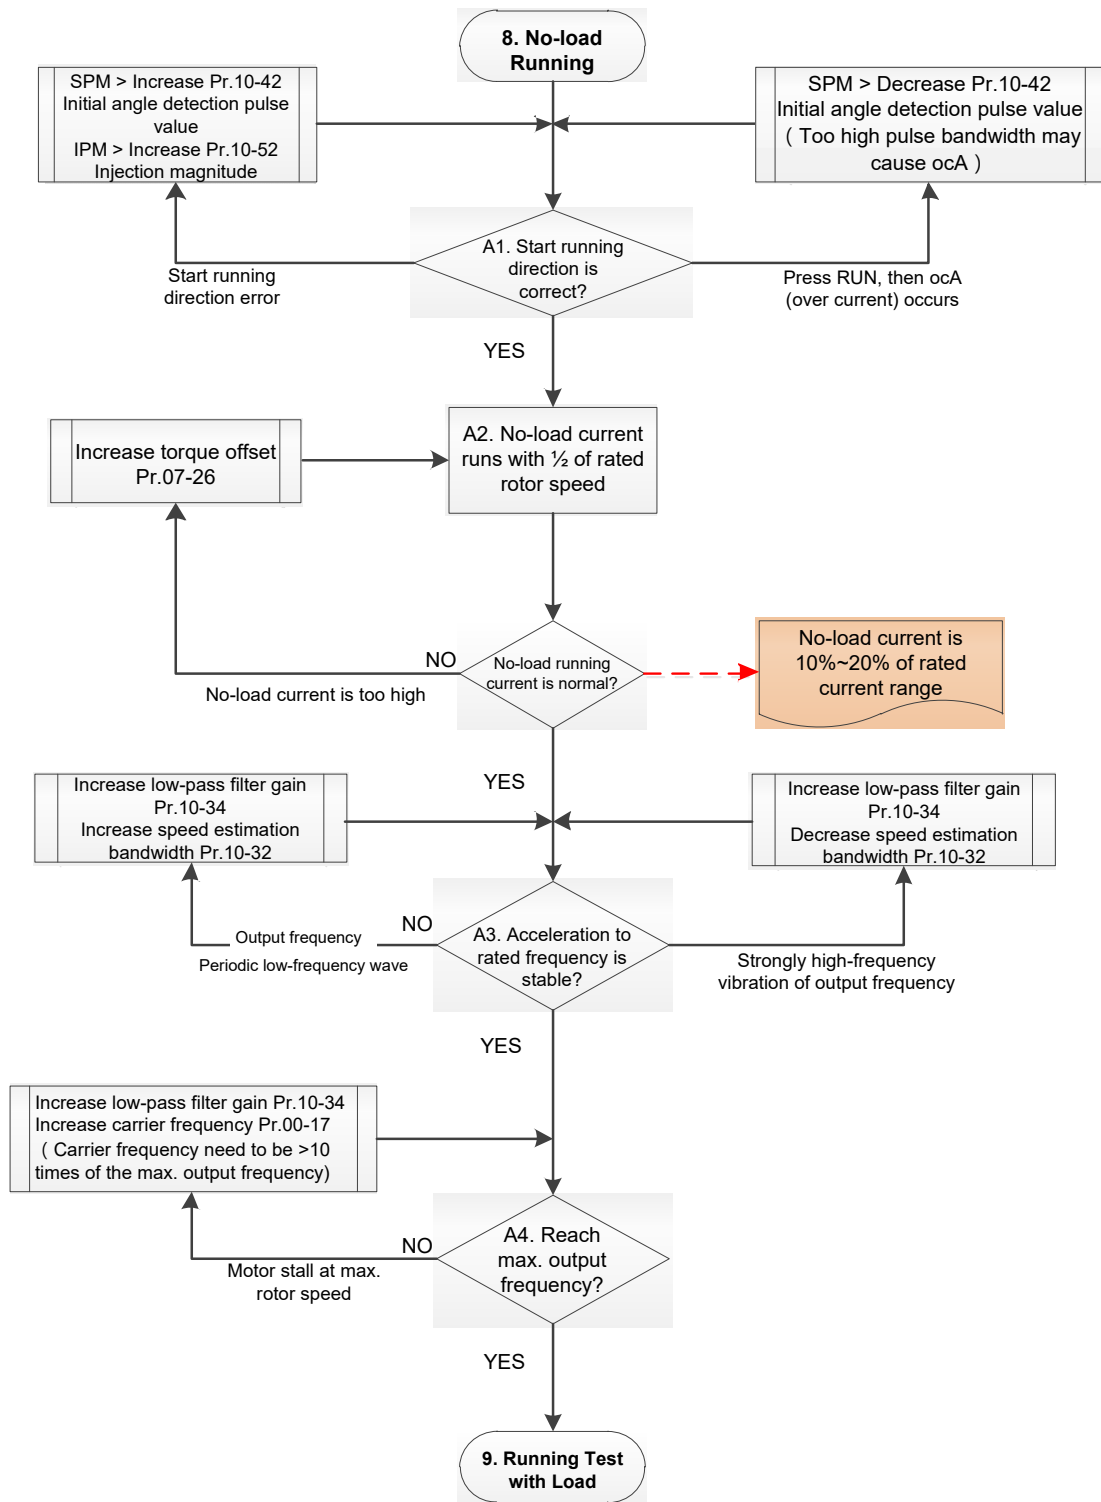 8. No-load
Running
SPM > Increase Pr.10-42
Initial angle detection pulse
value
IPM > Increase Pr.10-52
Injection magnitude
SPM > Decrease Pr.10-42
Initial angle detection pulse value
( Too high pulse bandwidth may
cause ocA )
A1. Start running
direction is
correct?
Start running
direction error
Press RUN, then ocA
(over current) occurs
YES
Increase torque offset
Pr.07-26
A2. No-load current
runs with ½ of rated
rotor speed
NO
No-load current is too high
No-load running
current is normal?
No-load current is
10%~20% of rated
current range
YES
Increase low-pass filter gain
Pr.10-34
Increase speed estimation
bandwidth Pr.10-32
Increase low-pass filter gain
Pr.10-34
Decrease speed estimation
bandwidth Pr.10-32
NO
Output frequency
Periodic low-frequency wave
A3. Acceleration to
rated frequency is
stable?
Strongly high-frequency
vibration of output frequency
YES
Increase low-pass filter gain Pr.10-34
Increase carrier frequency Pr.00-17
( Carrier frequency need to be >10
times of the max. output frequency)
NO
Motor stall at max.
rotor speed
A4. Reach
max. output
frequency?
YES
9. Running Test
with Load